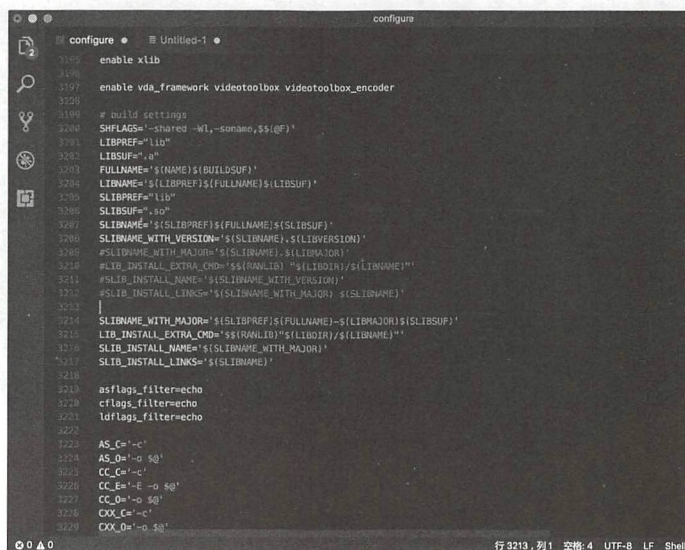 configure
configure ●
Untitled-1 ●
2
3195 enable xlib
3196
3197 enable vda_framework videotoolbox videotoolbox_encoder
3198
3199 # build settings
3200 SHFLAGS='-shared -Wl,-soname,$$(@F)'
3201 LIBPREF="lib"
3202 LIBSUF=".a"
3203 FULLNAME='$(NAME)$(BUILDSUF)'
3204 LIBNAME='$(LIBPREF)$(FULLNAME)$(LIBSUF)'
3205 SLIBPREF="lib"
3206 SLIBSUF=".so"
3207 SLIBNAME='$(SLIBPREF)$(FULLNAME)$(SLIBSUF)'
3208 SLIBNAME_WITH_VERSION='$(SLIBNAME).$(LIBVERSION)'
3209 #SLIBNAME_WITH_MAJOR='$(SLIBNAME).$(LIBMAJOR)'
3210 #LIB_INSTALL_EXTRA_CMD='$$(RANLIB) "$(LIBDIR)/$(LIBNAME)"'
3211 #SLIB_INSTALL_NAME='$(SLIBNAME_WITH_VERSION)'
3212 #SLIB_INSTALL_LINKS='$(SLIBNAME_WITH_MAJOR) $(SLIBNAME)'
3213
3214 SLIBNAME_WITH_MAJOR='$(SLIBPREF)$(FULLNAME)-$(LIBMAJOR)$(SLIBSUF)'
3215 LIB_INSTALL_EXTRA_CMD='$$(RANLIB)"$(LIBDIR)/$(LIBNAME)"'
3216 SLIB_INSTALL_NAME='$(SLIBNAME_WITH_MAJOR)'
3217 SLIB_INSTALL_LINKS='$(SLIBNAME)'
3218
3219 asflags_filter=echo
3220 cflags_filter=echo
3221 ldflags_filter=echo
3222
3223 AS_C='-c'
3224 AS_O='-o $@'
3225 CC_C='-c'
3226 CC_E='-E -o $@'
3227 CC_O='-o $@'
3228 CXX_C='-c'
3229 CXX_O='-o $@'
0 0 行 3213，列 1 空格: 4 UTF-8 LF Shell